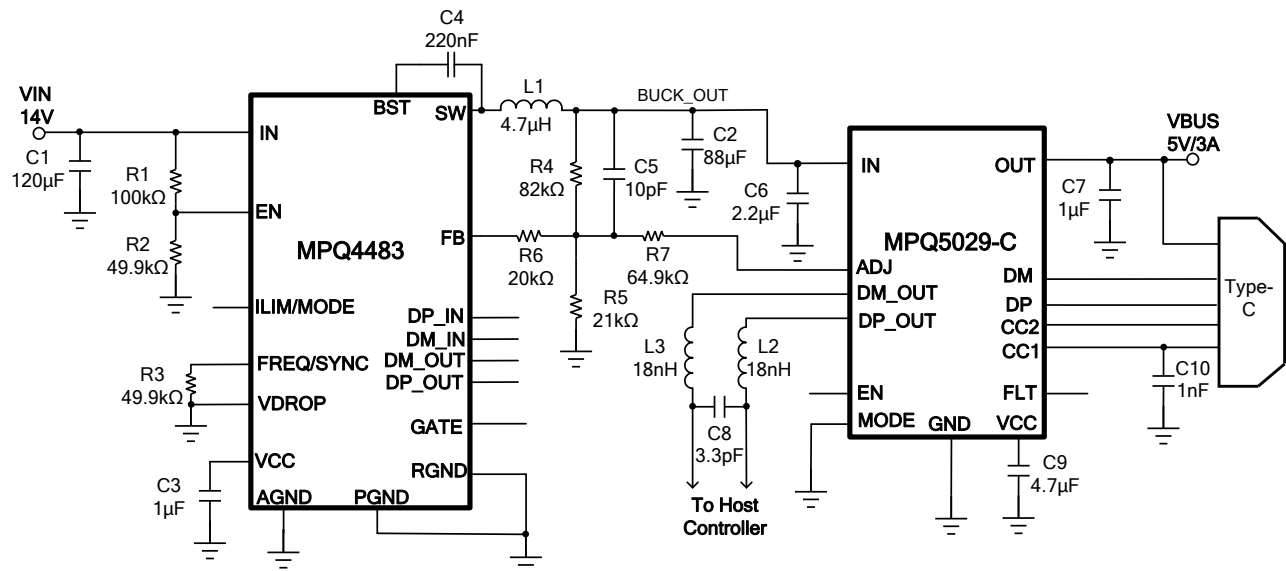 C4
220nF
VIN
14V
C1
120µF
R1
100kΩ
R2
49.9kΩ
R3
49.9kΩ
C3
1µF
MPQ4483
IN
EN
ILIM/MODE
FREQ/SYNC
VDROP
VCC
AGND
PGND
BST
SW
FB
DP_IN
DM_IN
DM_OUT
DP_OUT
GATE
RGND
L1
4.7µH
BUCK_OUT
R4
82kΩ
C5
10pF
C2
88µF
C6
2.2µF
R6
20kΩ
R7
64.9kΩ
R5
21kΩ
L3
18nH
L2
18nH
C8
3.3pF
To Host
Controller
MPQ5029-C
IN
ADJ
DM_OUT
DP_OUT
EN
MODE
GND
VCC
OUT
DM
DP
CC2
CC1
FLT
C9
4.7µF
VBUS
5V/3A
C7
1µF
C10
1nF
Type-
C